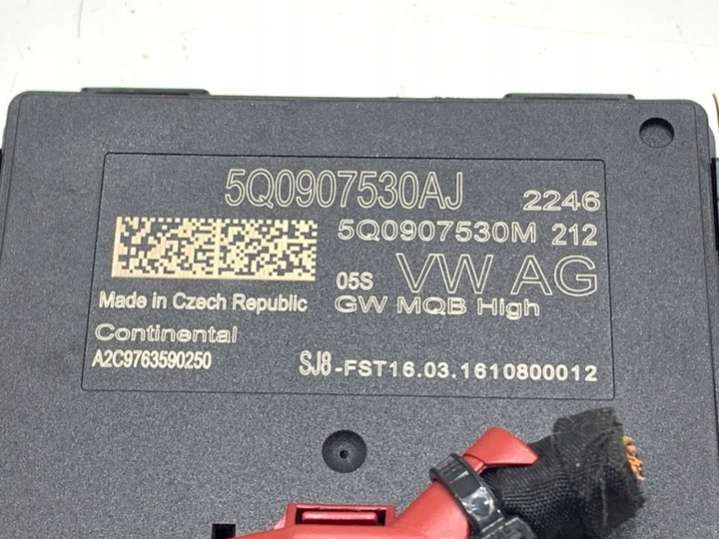 5Q0907530AJ 2246
5Q0907530M 212
05S VW AG
Made in Czech Republic GW MQB High
Continental
A2C9763590250 SJ8-FST16.03.1610800012